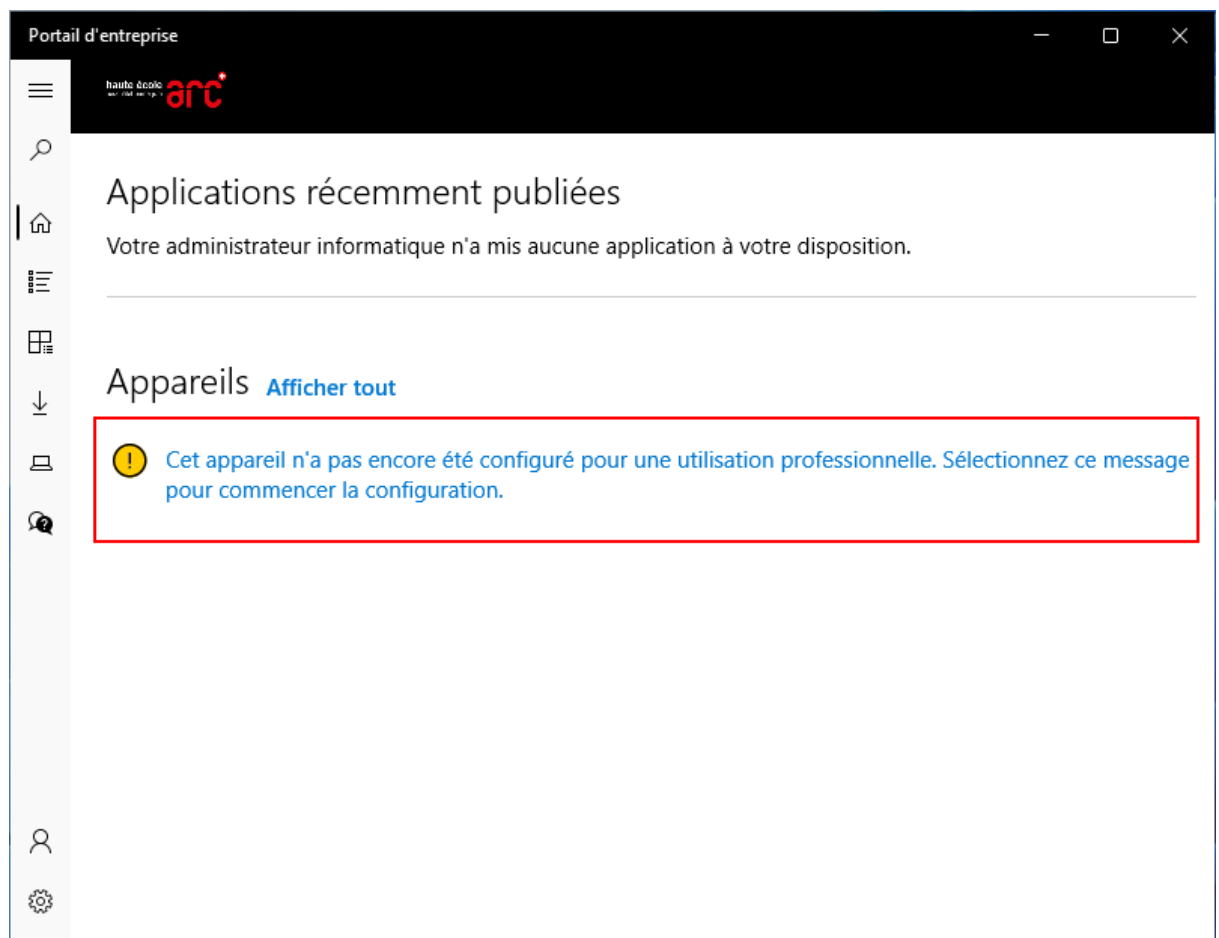 Portail d'entreprise
haute école
arc
Applications récemment publiées
Votre administrateur informatique n'a mis aucune application à votre disposition.
Appareils Afficher tout
Cet appareil n'a pas encore été configuré pour une utilisation professionnelle. Sélectionnez ce message
pour commencer la configuration.